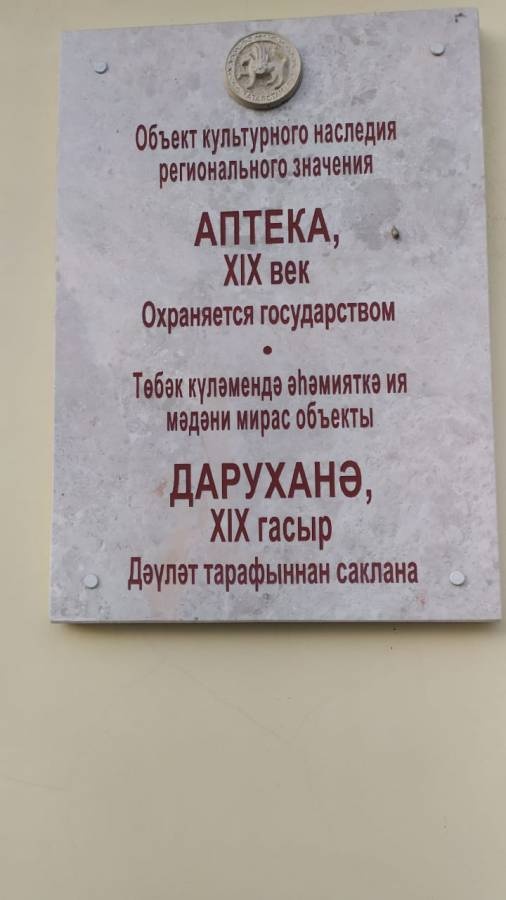 ТАТАРСТАН
Объект культурного наследия
регионального значения
АПТЕКА,
XIX век
Охраняется государством
•
Төбәк күләмендә әһәмияткә ия
мәдәни мирас объекты
ДАРУХАНӘ,
XIX гасыр
Дәүләт тарафыннан саклана